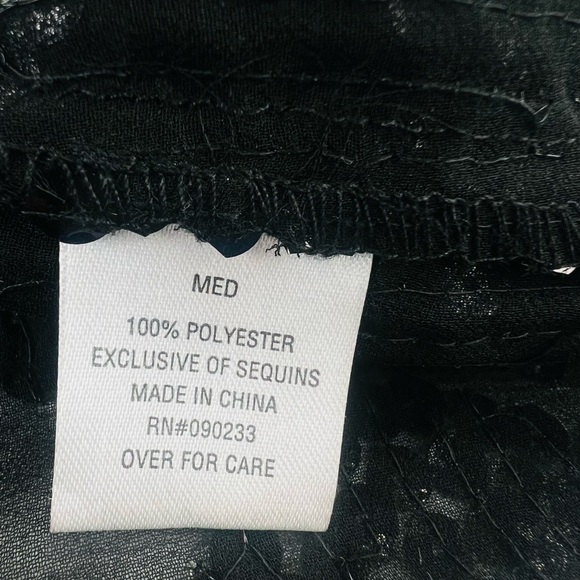 MED
100% POLYESTER
EXCLUSIVE OF SEQUINS
MADE IN CHINA
RN#090233
OVER FOR CARE